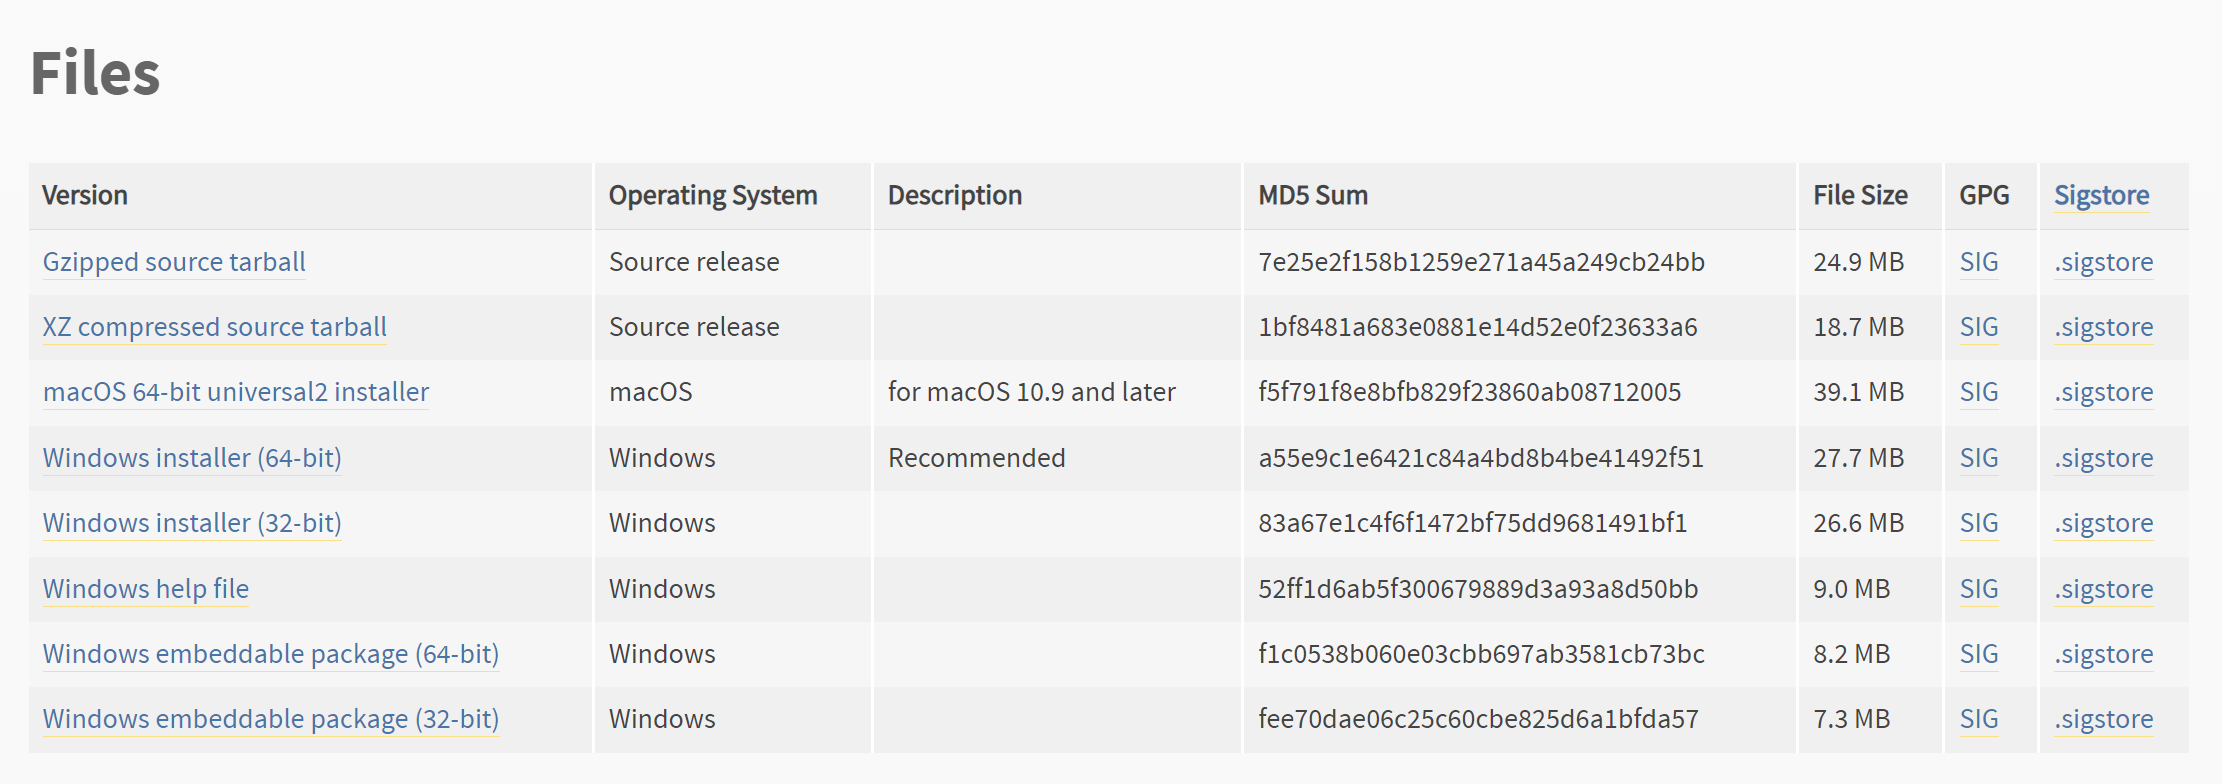 Files
Version Operating System Description MD5 Sum File Size GPG Sigstore
Gzipped source tarball Source release 7e25e2f158b1259e271a45a249cb24bb 24.9 MB SIG .sigstore
XZ compressed source tarball Source release 1bf8481a683e0881e14d52e0f23633a6 18.7 MB SIG .sigstore
macOS 64-bit universal2 installer macOS for macOS 10.9 and later f5f791f8e8bfb829f23860ab08712005 39.1 MB SIG .sigstore
Windows installer (64-bit) Windows Recommended a55e9c1e6421c84a4bd8b4be41492f51 27.7 MB SIG .sigstore
Windows installer (32-bit) Windows 83a67e1c4f6f1472bf75dd9681491bf1 26.6 MB SIG .sigstore
Windows help file Windows 52ff1d6ab5f300679889d3a93a8d50bb 9.0 MB SIG .sigstore
Windows embeddable package (64-bit) Windows f1c0538b060e03cbb697ab3581cb73bc 8.2 MB SIG .sigstore
Windows embeddable package (32-bit) Windows fee70dae06c25c60cbe825d6a1bfda57 7.3 MB SIG .sigstore